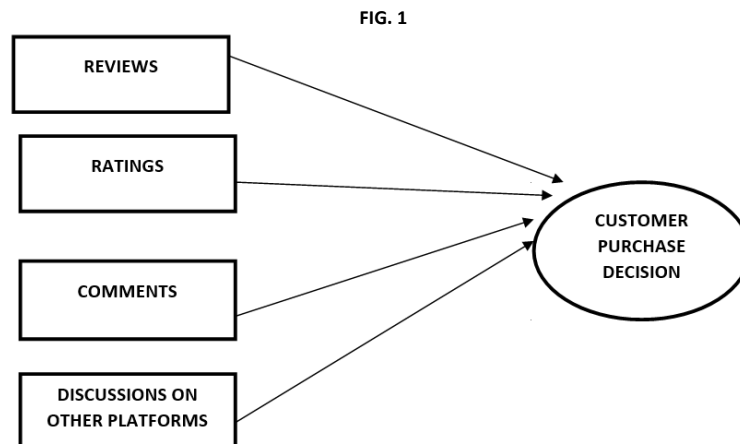 FIG. 1
REVIEWS
RATINGS
COMMENTS
DISCUSSIONS ON
OTHER PLATFORMS
CUSTOMER
PURCHASE
DECISION